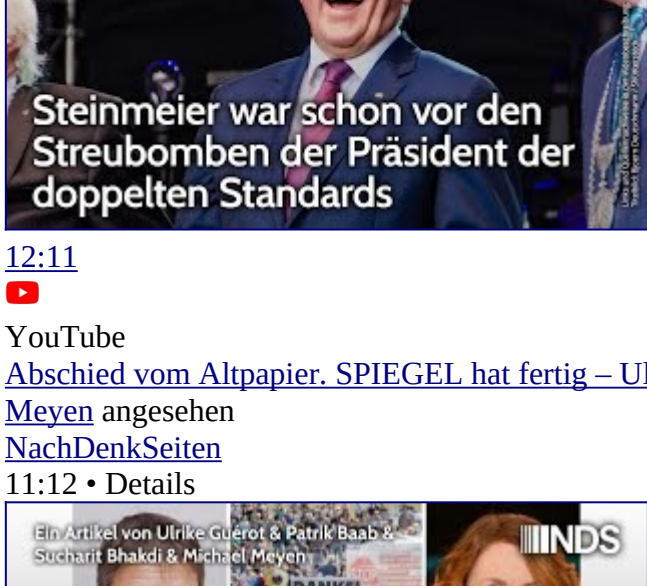 Steinmeier war schon vor den
Streubomben der Präsident der
doppelten Standards
12:11
YouTube
Abschied vom Altpapier. SPIEGEL hat fertig –
Meyen angesehen
NachDenkSeiten
11:12 • Details
Ein Artikel von Ulrike Guérot & Patrik Baab &
Sucharit Bhakdi & Michael Meyen
NDS
DANKE